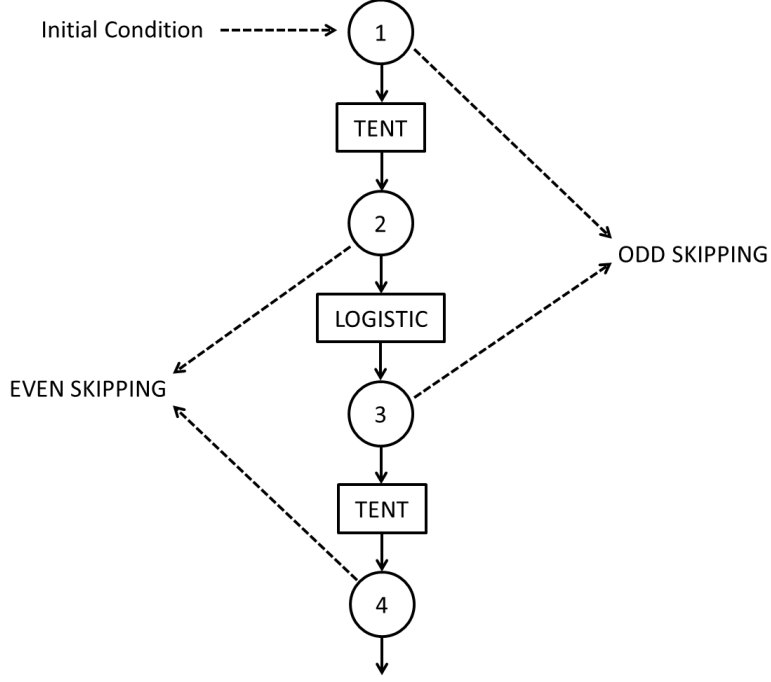 Initial Condition
1
TENT
2
ODD SKIPPING
LOGISTIC
EVEN SKIPPING
3
TENT
4